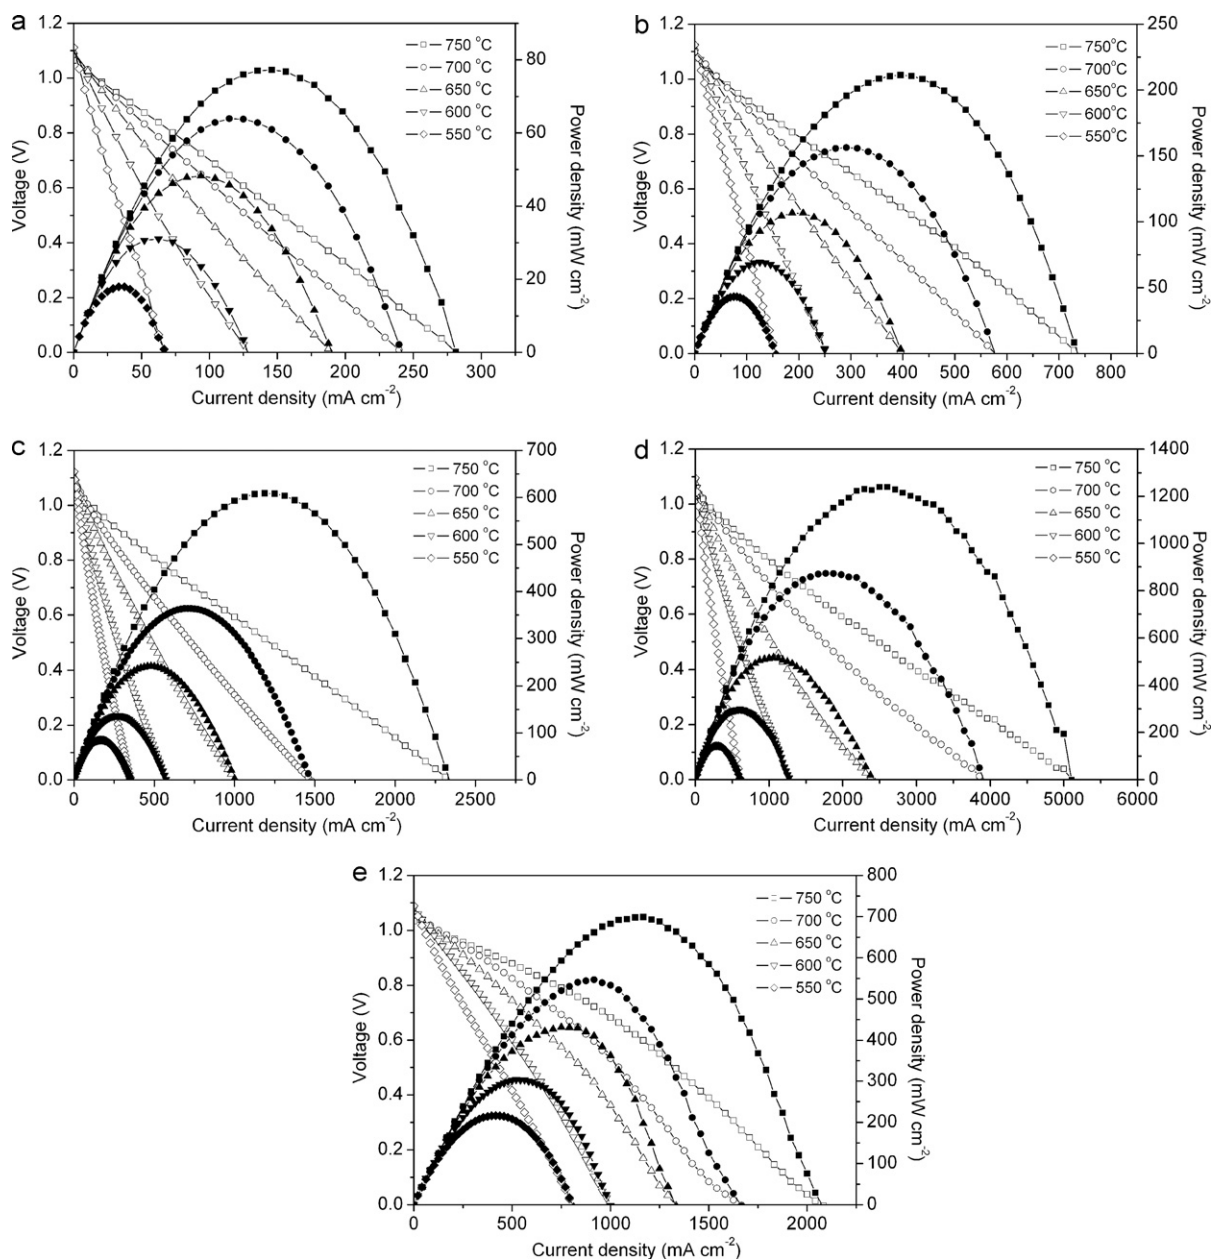 a
1.2
1.0
0.8
0.6
0.4
0.2
0.0
Voltage (V)
0 50 100 150 200 250 300
Current density (mA cm-2)
80
60
40
20
0
Power density (mW cm-2)
750 °C
700 °C
650 °C
600 °C
550 °C
b
1.2
1.0
0.8
0.6
0.4
0.2
0.0
Voltage (V)
0 100 200 300 400 500 600 700 800
Current density (mA cm-2)
250
200
150
100
50
0
Power density (mW cm-2)
750°C
700°C
650°C
600°C
550°C
c
1.2
1.0
0.8
0.6
0.4
0.2
0.0
Voltage (V)
0 500 1000 1500 2000 2500
Current density (mA cm-2)
700
600
500
400
300
200
100
0
Power density (mW cm-2)
750 °C
700 °C
650 °C
600 °C
550 °C
d
1.2
1.0
0.8
0.6
0.4
0.2
0.0
Voltage (V)
0 1000 2000 3000 4000 5000 6000
Current density (mA cm-2)
1400
1200
1000
800
600
400
200
0
Power density (mW cm-2)
750 °C
700 °C
650 °C
600 °C
550 °C
e
1.2
1.0
0.8
0.6
0.4
0.2
0.0
Voltage (V)
0 500 1000 1500 2000
Current density (mA cm-2)
800
700
600
500
400
300
200
100
0
Power density (mW cm-2)
750 °C
700 °C
650 °C
600 °C
550 °C